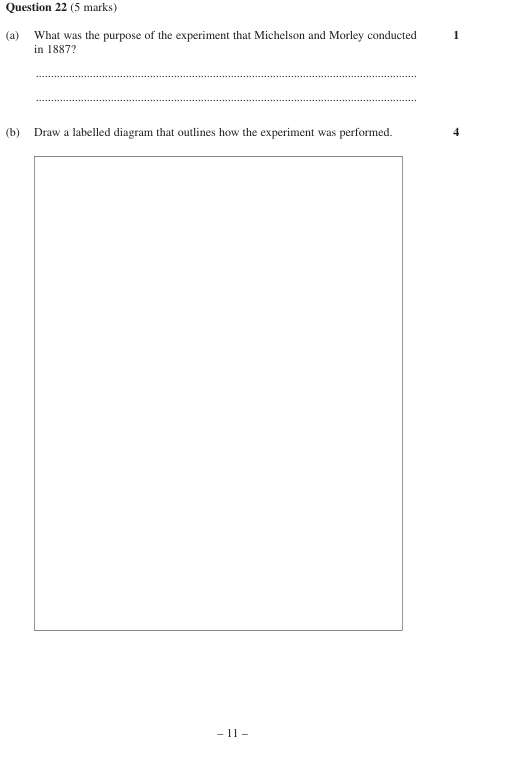 Question 22 (5 marks)
(a) What was the purpose of the experiment that Michelson and Morley conducted 1
in 1887?
................................................................................................................................
................................................................................................................................
(b) Draw a labelled diagram that outlines how the experiment was performed. 4
– 11 –